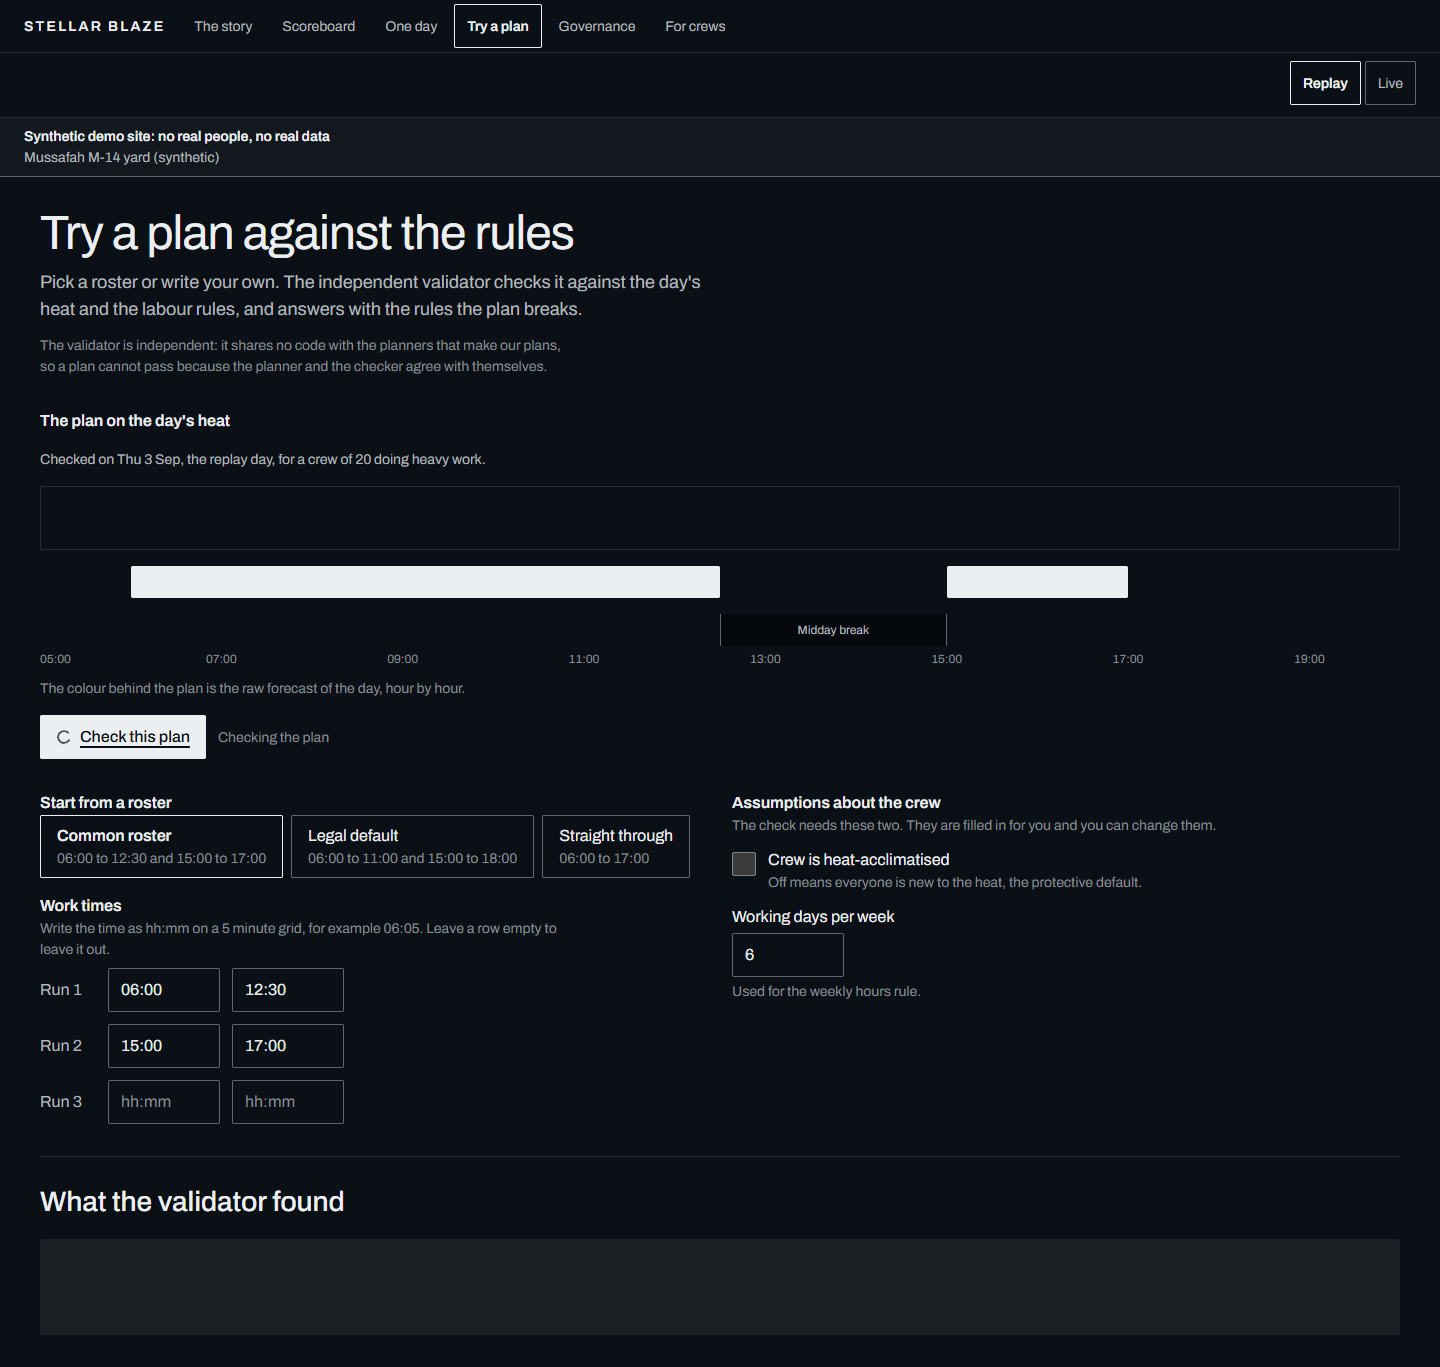 STELLAR BLAZE The story Scoreboard One day Try a plan Governance For crews
Replay Live
Synthetic demo site: no real people, no real data
Mussafah M-14 yard (synthetic)
Try a plan against the rules
Pick a roster or write your own. The independent validator checks it against the day's
heat and the labour rules, and answers with the rules the plan breaks.
The validator is independent: it shares no code with the planners that make our plans,
so a plan cannot pass because the planner and the checker agree with themselves.
The plan on the day's heat
Checked on Thu 3 Sep, the replay day, for a crew of 20 doing heavy work.
Midday break
05:00 07:00 09:00 11:00 13:00 15:00 17:00 19:00
The colour behind the plan is the raw forecast of the day, hour by hour.
Check this plan Checking the plan
Start from a roster
Common roster
06:00 to 12:30 and 15:00 to 17:00
Legal default
06:00 to 11:00 and 15:00 to 18:00
Straight through
06:00 to 17:00
Work times
Write the time as hh:mm on a 5 minute grid, for example 06:05. Leave a row empty to
leave it out.
Run 1 06:00 12:30
Run 2 15:00 17:00
Run 3 hh:mm hh:mm
Assumptions about the crew
The check needs these two. They are filled in for you and you can change them.
Crew is heat-acclimatised
Off means everyone is new to the heat, the protective default.
Working days per week
6
Used for the weekly hours rule.
What the validator found